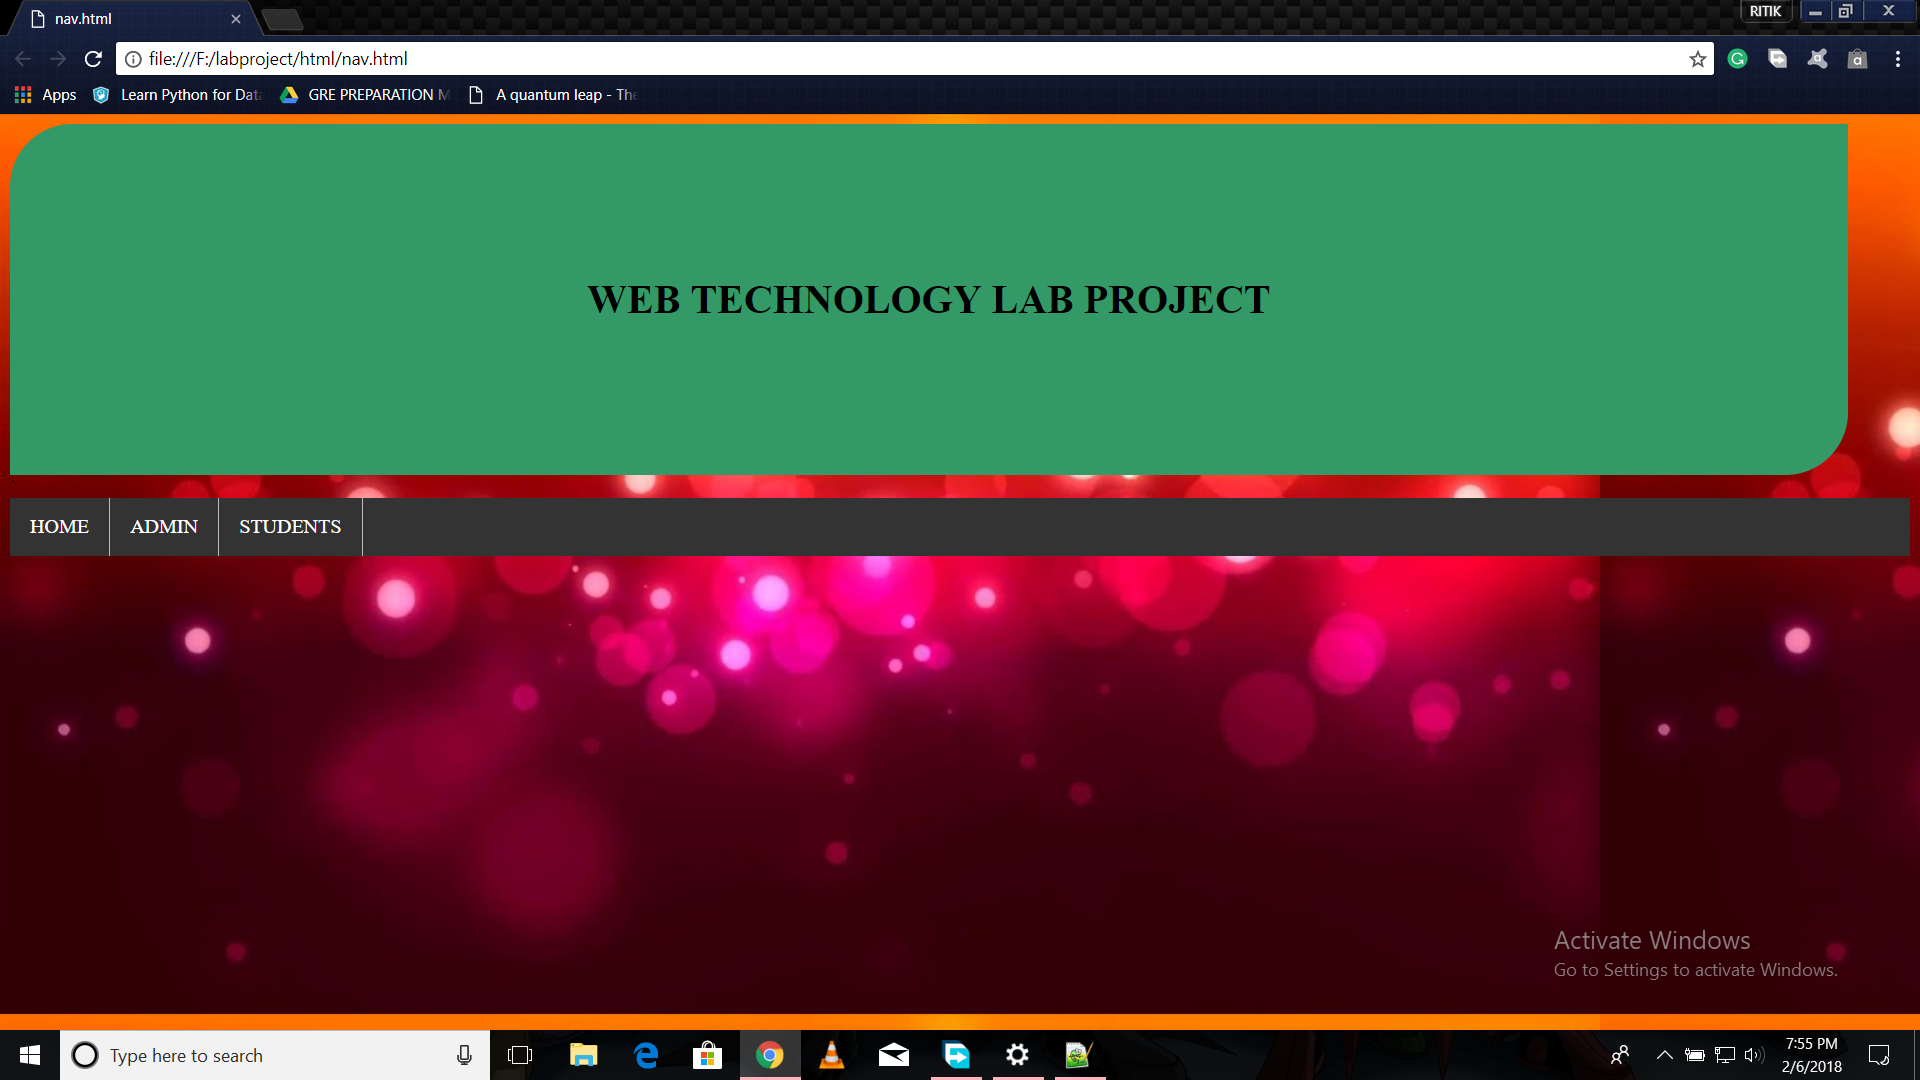 nav.html
RITIK
file:///F:/labproject/html/nav.html
Apps
Learn Python for Dat
GRE PREPARATION M
A quantum leap - The
WEB TECHNOLOGY LAB PROJECT
HOME
ADMIN
STUDENTS
Activate Windows
Go to Settings to activate Windows.
Type here to search
7:55 PM
2/6/2018